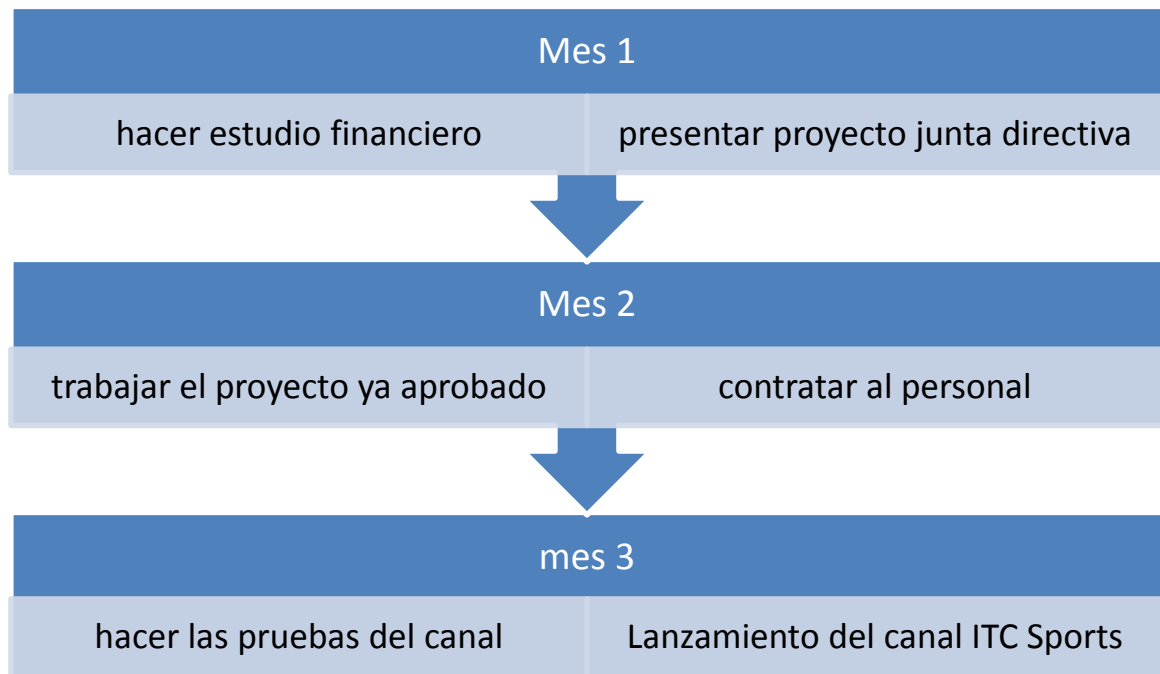 Mes 1
hacer estudio financiero
presentar proyecto junta directiva
Mes 2
trabajar el proyecto ya aprobado
contratar al personal
mes 3
hacer las pruebas del canal
Lanzamiento del canal ITC Sports